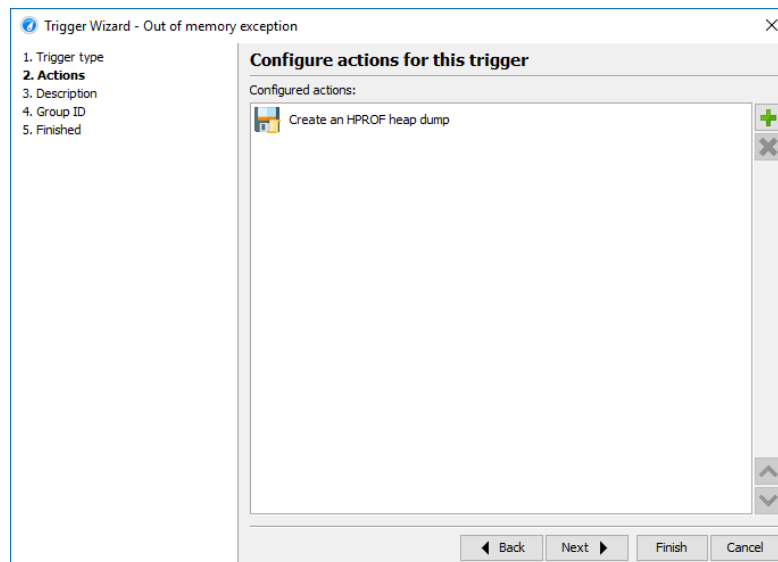 Trigger Wizard - Out of memory exception
1. Trigger type
2. Actions
3. Description
4. Group ID
5. Finished
Configure actions for this trigger
Configured actions:
Create an HPROF heap dump
Back Next Finish Cancel